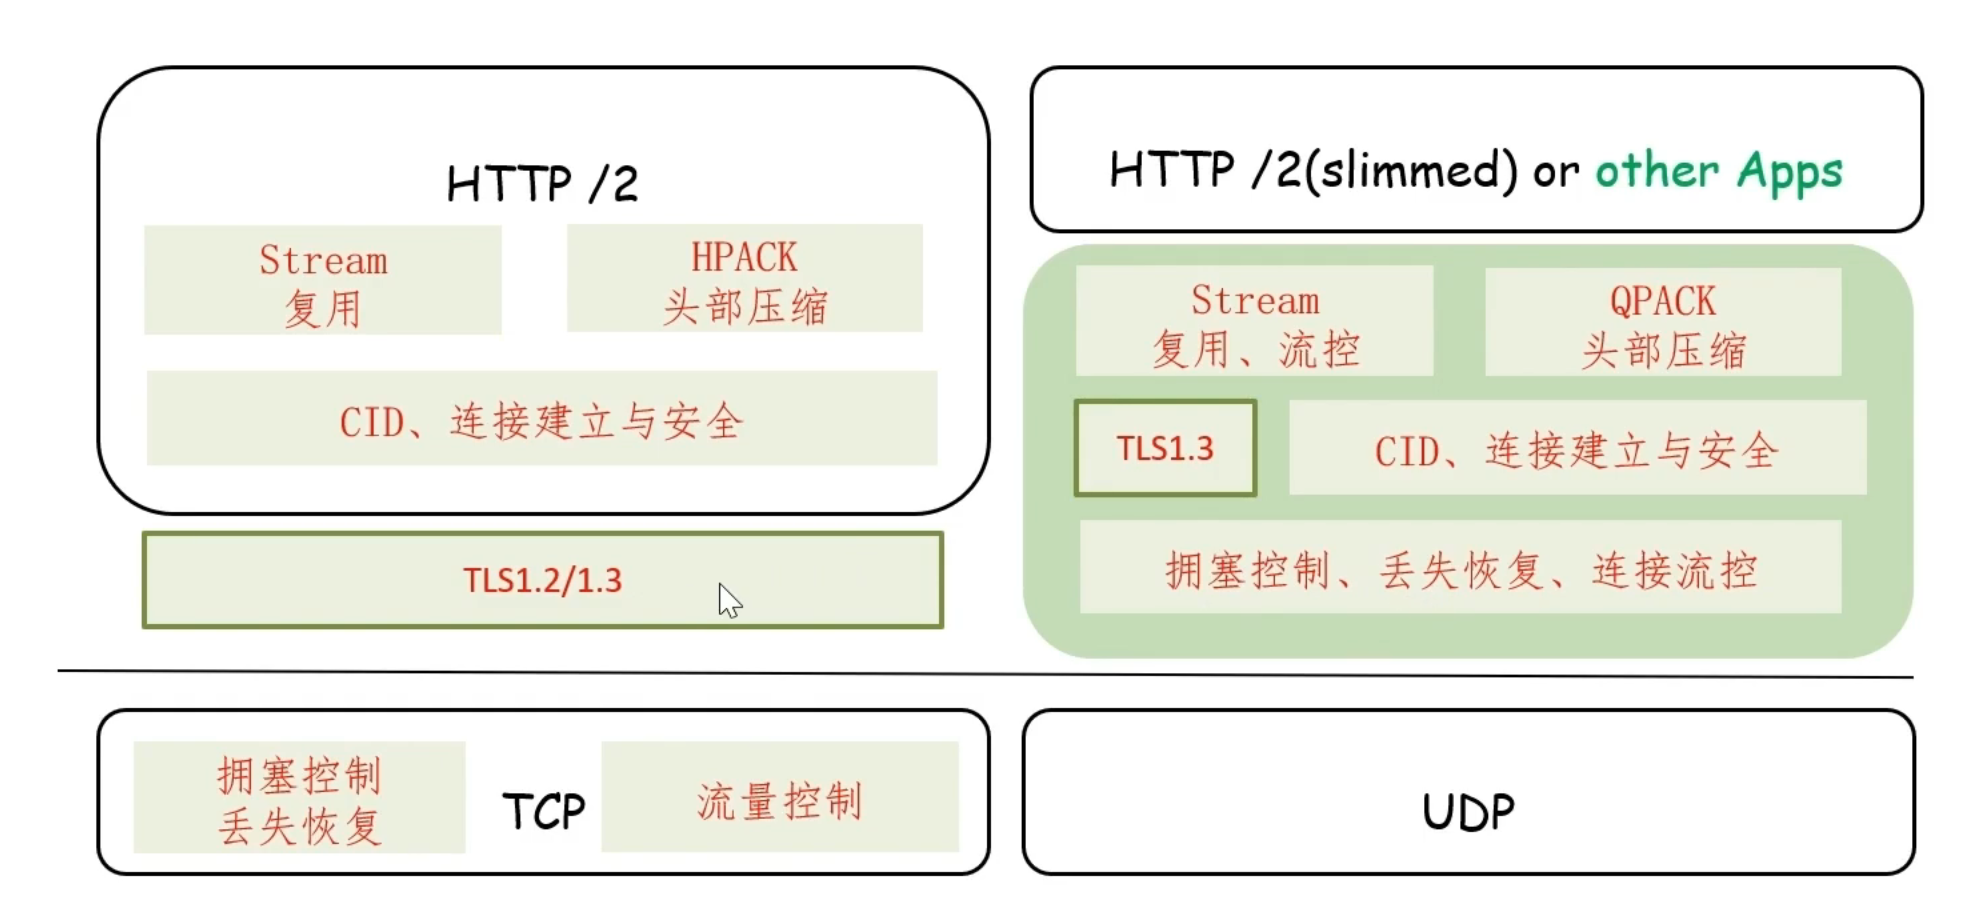 HTTP /2
Stream
复用
HPACK
头部压缩
CID、连接建立与安全
TLS1.2/1.3
拥塞控制
丢失恢复
TCP
流量控制
HTTP /2(slimmed) or other Apps
Stream
复用、流控
QPACK
头部压缩
TLS1.3
CID、连接建立与安全
拥塞控制、丢失恢复、连接流控
UDP